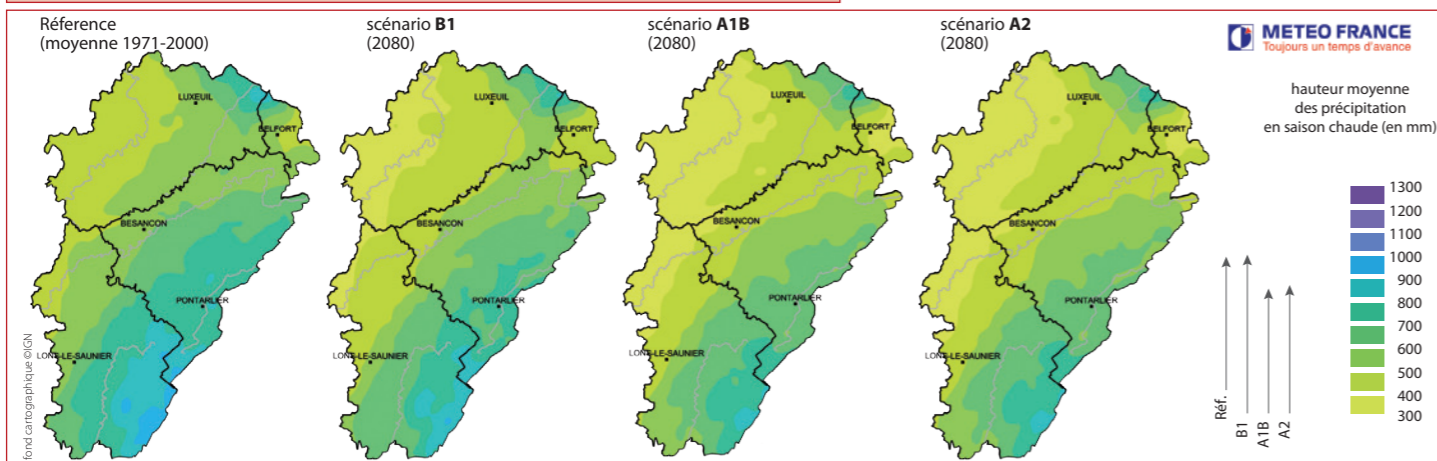 Réference
(moyenne 1971-2000)
scénario B1
(2080)
scénario A1B
(2080)
scénario A2
(2080)
METEO FRANCE
Toujours un temps d'avance
hauteur moyenne
des précipitation
en saison chaude (en mm)
LUXEUIL
BELFORT
BESANCON
PONTARLIER
LONS-LE-SAUNIER
LUXEUIL
BELFORT
BESANCON
PONTARLIER
LONS-LE-SAUNIER
LUXEUIL
BELFORT
BESANCON
PONTARLIER
LONS-LE-SAUNIER
LUXEUIL
BELFORT
BESANCON
PONTARLIER
LONS-LE-SAUNIER
fond cartographique ©IGN
Réf.
B1
A1B
A2
1300
1200
1100
1000
900
800
700
600
500
400
300